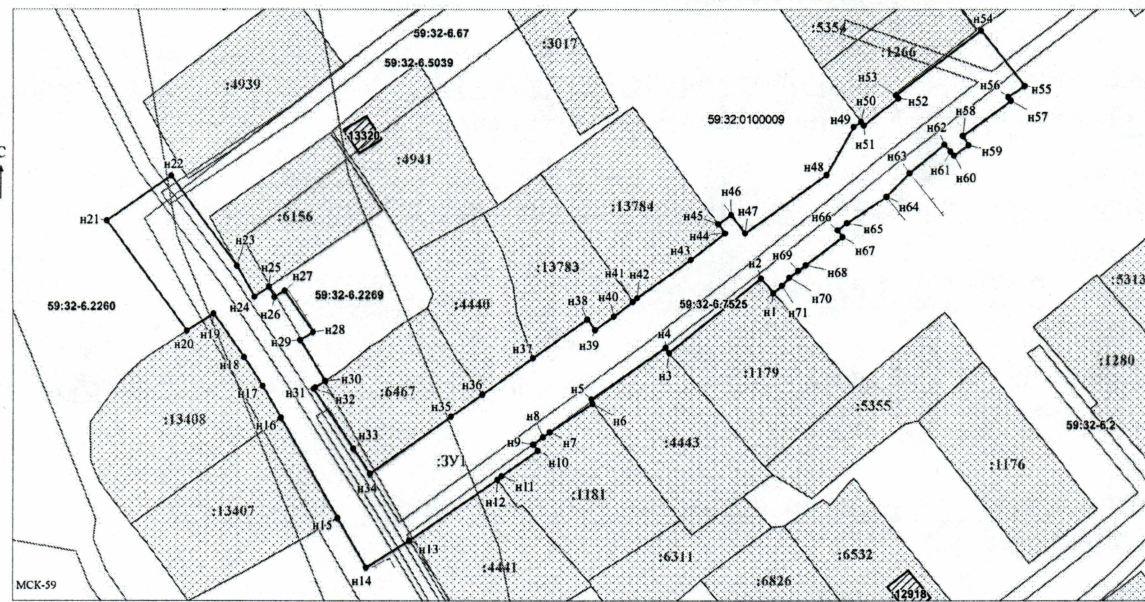 :5354
н54
59:32-6.67
:3017
:1266
59:32-6.5039
:4939
н53
н56
н55
н52
н57
н50
н58
:13320
59:32:0100009
н49
н51
н62
н59
:4941
н61
н60
С
н22
н63
н48
н64
:13784
н46
н21
:6156
н45
н47
н66
н65
н44
н67
н23
:13783
н43
н2
н69
н68
н25
н27
н41
н42
н70
:5313
59:32-6.2260
н24
н26
59:32-6.2269
:4440
н38
н40
59:32-6.7525
н1
н71
н19
н28
н20
н29
н39
н4
:1280
н18
н37
н3
:1179
н17
н31
н30
н32
:6467
н36
н5
:5355
н16
н35
н6
:13408
59:32-6.2
н8
н7
:4443
н33
н9
:ЗУ1
н10
:1176
н34
н11
н12
:1181
:13407
н15
н13
:6532
н14
:6311
МСК-59
:4441
:6826
:12918